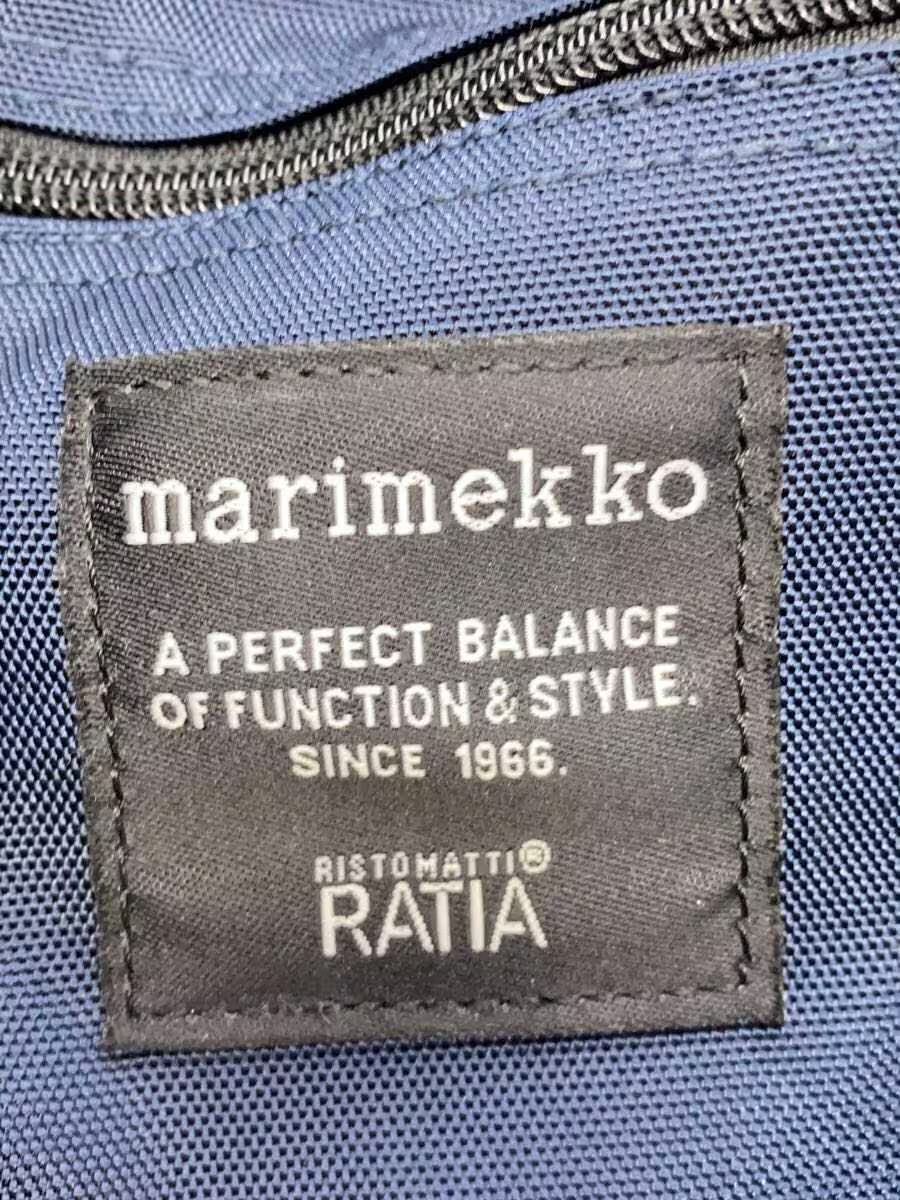 marimekko
A PERFECT BALANCE
OF FUNCTION & STYLE.
SINCE 1966.
RISTOMATTI®
RATIA